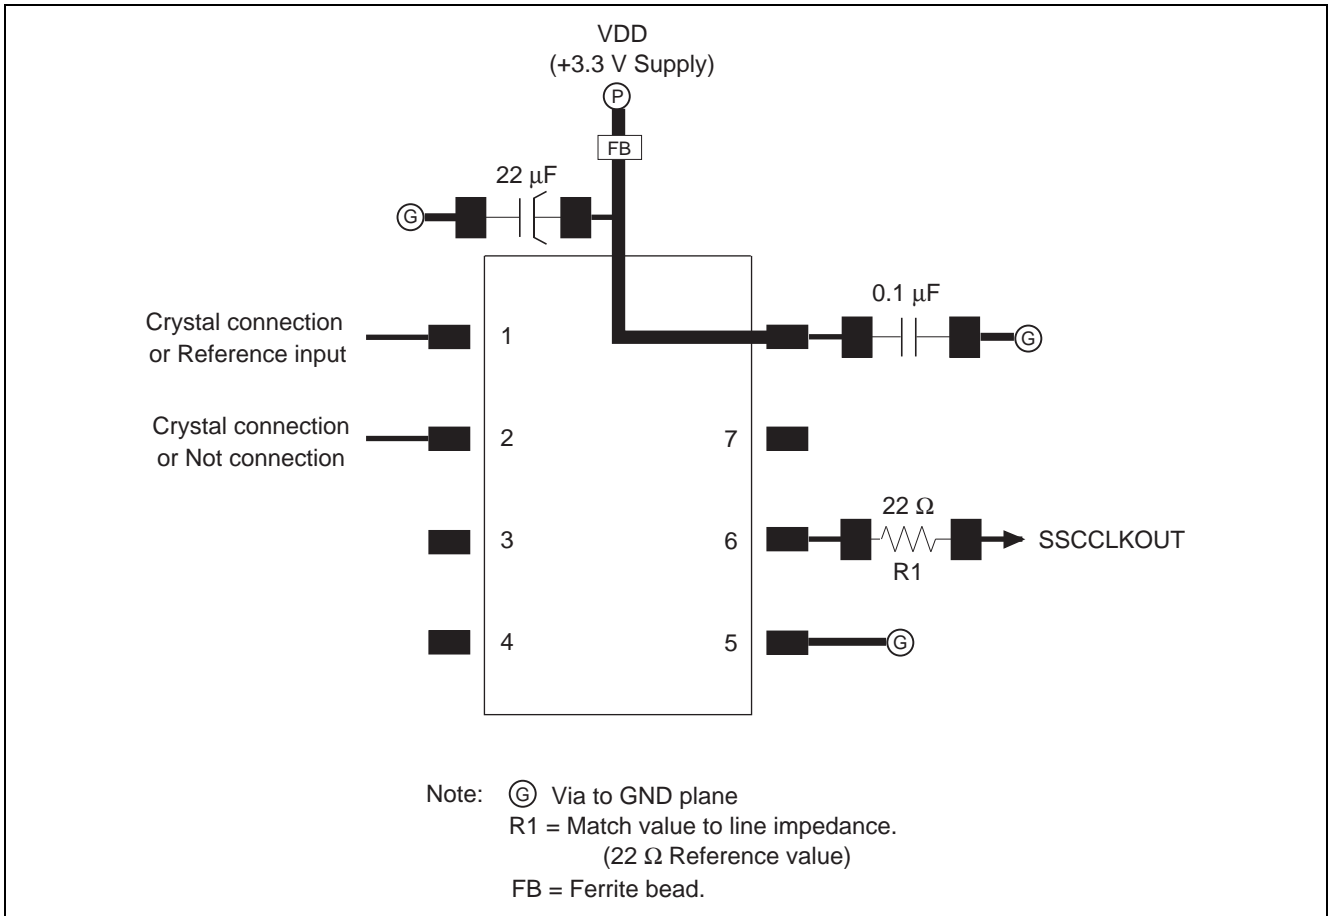 VDD
(+3.3 V Supply)
P
FB
22 μF
G
0.1 μF
G
Crystal connection
or Reference input
1
Crystal connection
or Not connection
2
7
3
6
22 Ω
R1
SSCCLKOUT
4
5
G
Note: G Via to GND plane
R1 = Match value to line impedance.
(22 Ω Reference value)
FB = Ferrite bead.